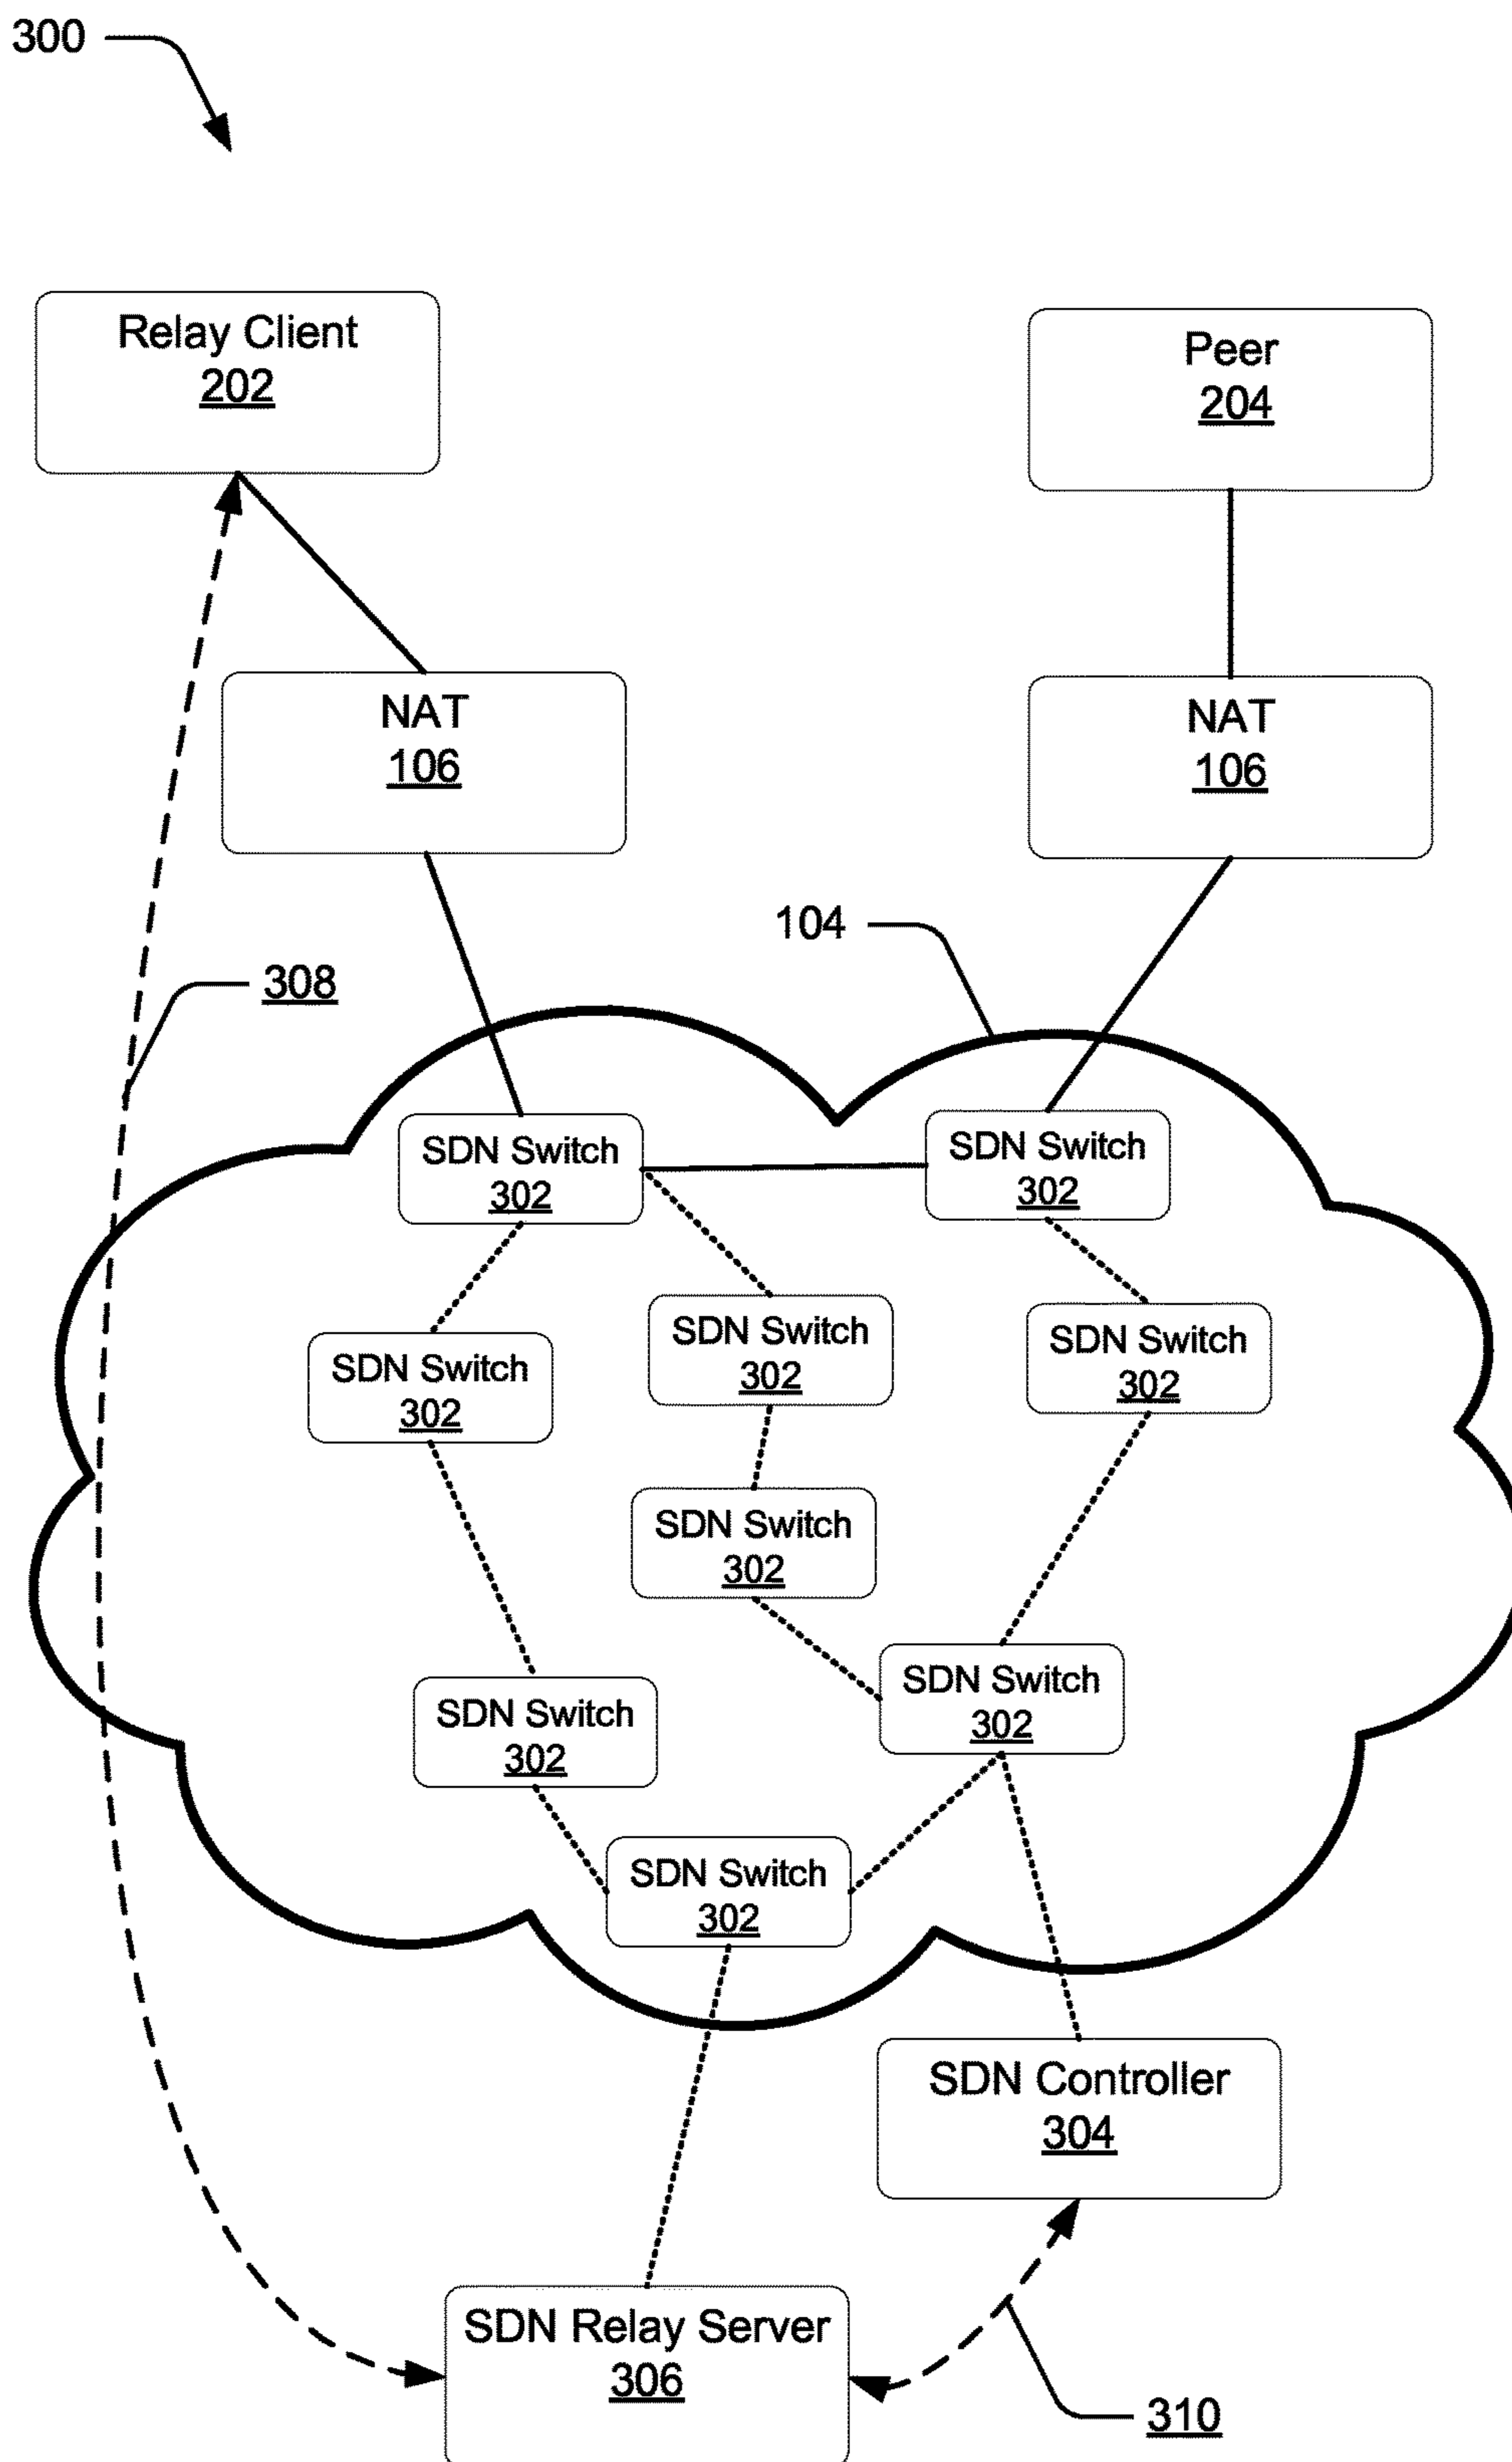 300
Relay Client
202
Peer
204
NAT
106
NAT
106
104
308
SDN Switch
302
SDN Switch
302
SDN Switch
302
SDN Switch
302
SDN Switch
302
SDN Switch
302
SDN Switch
302
SDN Switch
302
SDN Switch
302
SDN Controller
304
SDN Relay Server
306
310